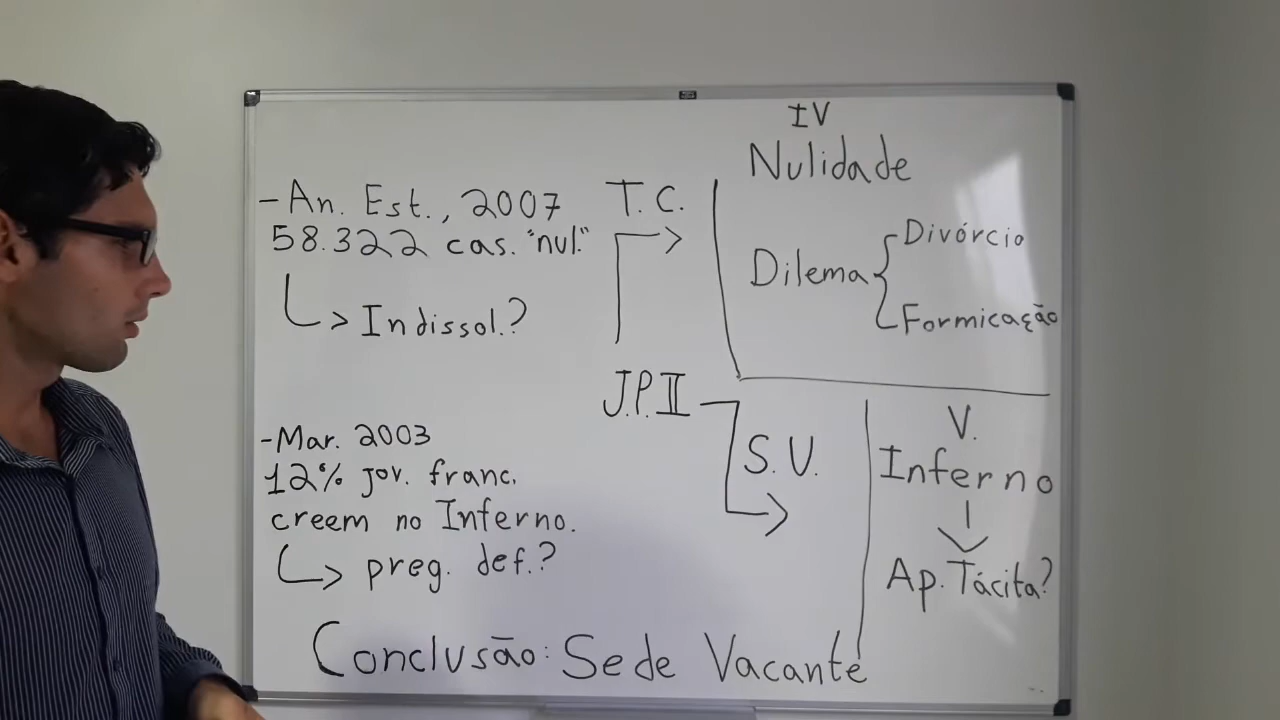 - An. Est., 2007
58.322 cas. "nul."
> Indissol.?
- Mar. 2003
12% jov. franc.
creem no Inferno.
> preg. def.?
T.C.
J.P.II
S.V.
IV
Nulidade
Dilema
Divórcio
Formicação
V.
Inferno
Ap. Tácita?
Conclusão: Sede Vacante